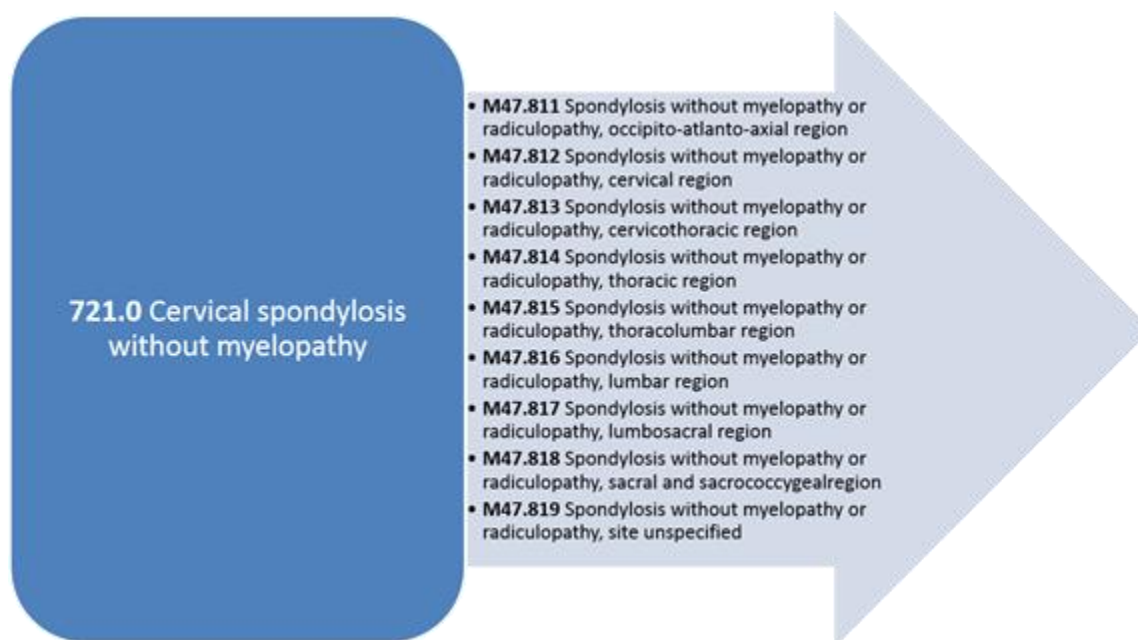 721.0 Cervical spondylosis
without myelopathy
• M47.811 Spondylosis without myelopathy or
radiculopathy, occipito-atlanto-axial region
• M47.812 Spondylosis without myelopathy or
radiculopathy, cervical region
• M47.813 Spondylosis without myelopathy or
radiculopathy, cervicothoracic region
• M47.814 Spondylosis without myelopathy or
radiculopathy, thoracic region
• M47.815 Spondylosis without myelopathy or
radiculopathy, thoracolumbar region
• M47.816 Spondylosis without myelopathy or
radiculopathy, lumbar region
• M47.817 Spondylosis without myelopathy or
radiculopathy, lumbosacral region
• M47.818 Spondylosis without myelopathy or
radiculopathy, sacral and sacrococcygealregion
• M47.819 Spondylosis without myelopathy or
radiculopathy, site unspecified